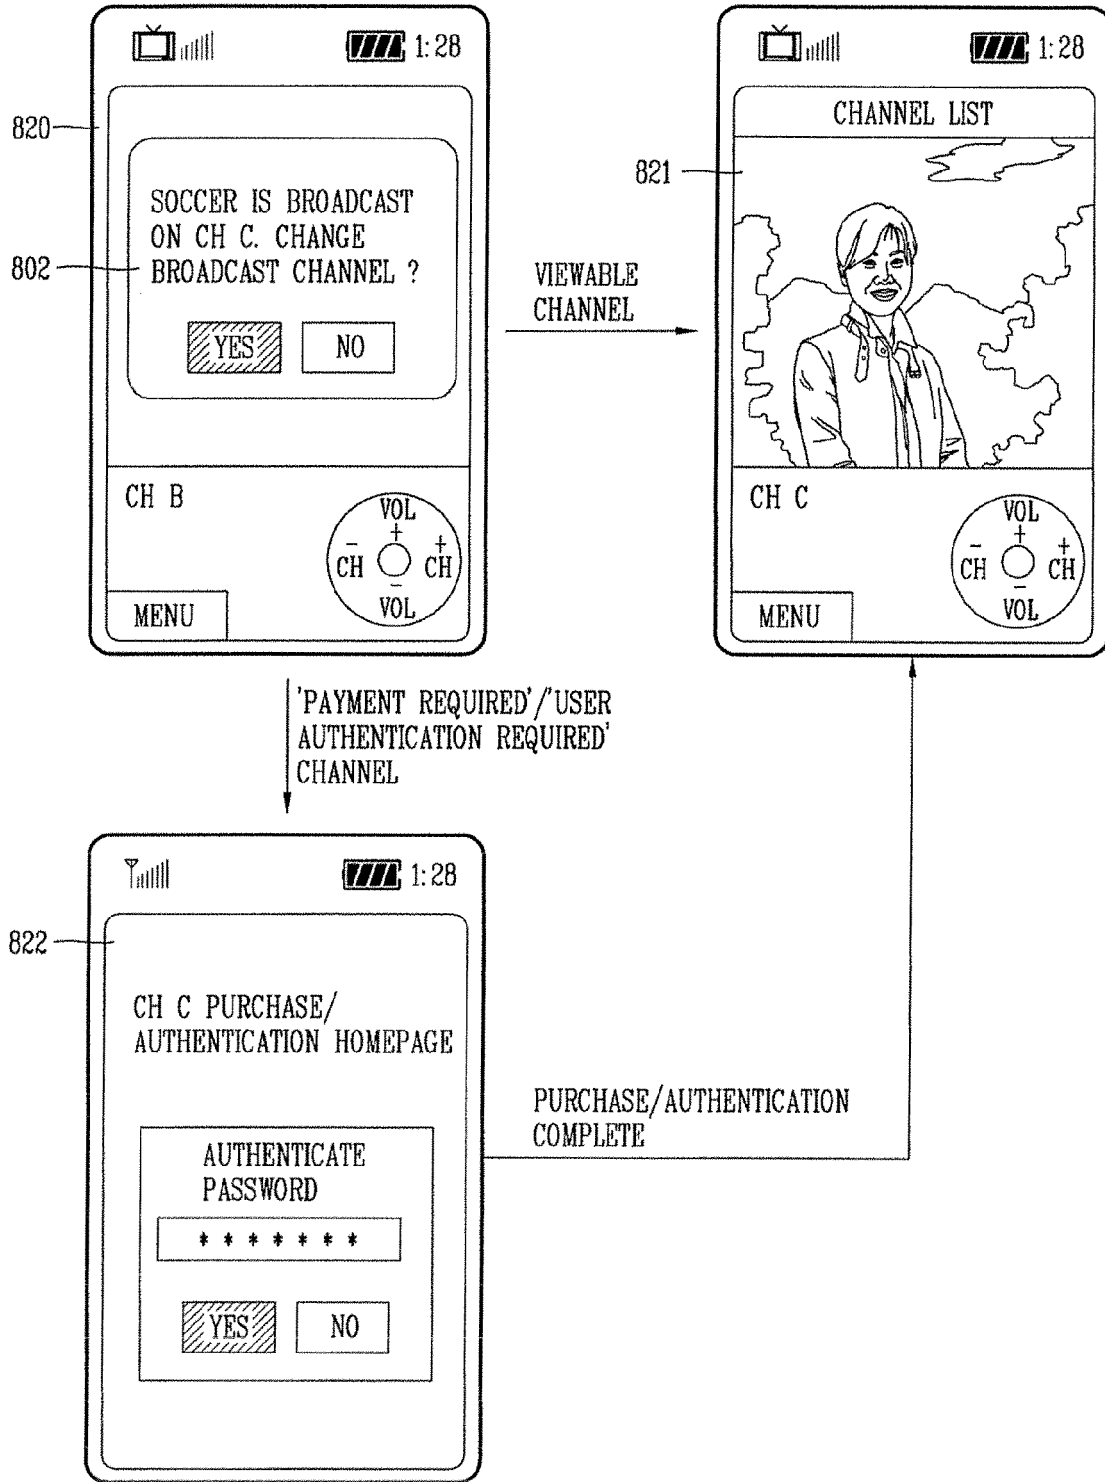 1:28
820
SOCCER IS BROADCAST
ON CH C. CHANGE
802
BROADCAST CHANNEL ?
YES
NO
CH B
VOL
+
-
CH
+
CH
-
VOL
MENU
VIEWABLE
CHANNEL
1:28
CHANNEL LIST
821
CH C
VOL
+
-
CH
+
CH
-
VOL
MENU
'PAYMENT REQUIRED'/'USER
AUTHENTICATION REQUIRED'
CHANNEL
1:28
822
CH C PURCHASE/
AUTHENTICATION HOMEPAGE
AUTHENTICATE
PASSWORD
* * * * * * *
YES
NO
PURCHASE/AUTHENTICATION
COMPLETE